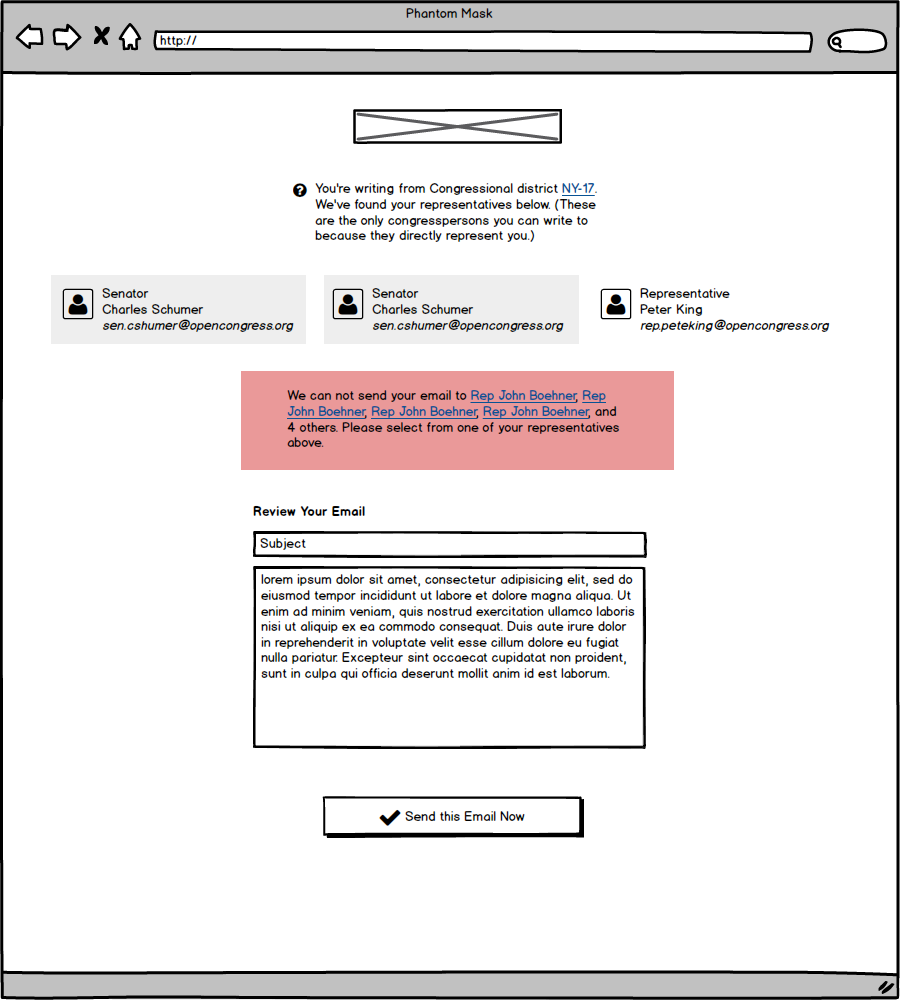 Phantom Mask
http://
You're writing from Congressional district NY-17.
We've found your representatives below. (These
are the only congresspersons you can write to
because they directly represent you.)
Senator
Charles Schumer
sen.cshumer@opencongress.org
Senator
Charles Schumer
sen.cshumer@opencongress.org
Representative
Peter King
rep.peteking@opencongress.org
We can not send your email to Rep John Boehner, Rep
John Boehner, Rep John Boehner, Rep John Boehner, and
4 others. Please select from one of your representatives
above.
Review Your Email
Subject
lorem ipsum dolor sit amet, consectetur adipisicing elit, sed do
eiusmod tempor incididunt ut labore et dolore magna aliqua. Ut
enim ad minim veniam, quis nostrud exercitation ullamco laboris
nisi ut aliquip ex ea commodo consequat. Duis aute irure dolor
in reprehenderit in voluptate velit esse cillum dolore eu fugiat
nulla pariatur. Excepteur sint occaecat cupidatat non proident,
sunt in culpa qui officia deserunt mollit anim id est laborum.
Send this Email Now